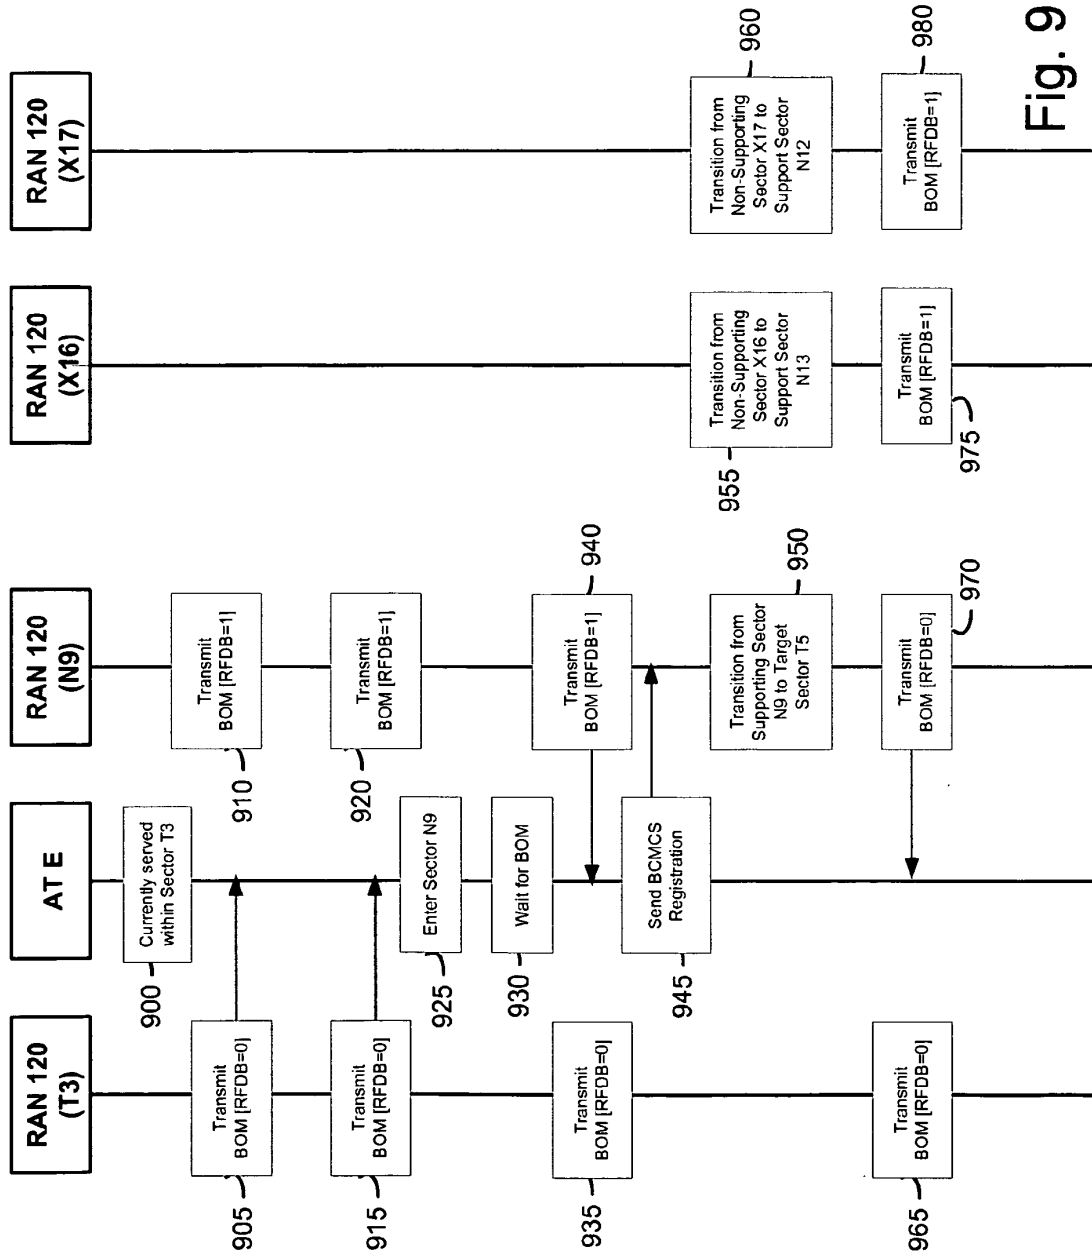 RAN 120
(T3)
AT E
RAN 120
(N9)
RAN 120
(X16)
RAN 120
(X17)
900
Currently served
within Sector T3
905
Transmit
BOM [RFDB=0]
910
Transmit
BOM [RFDB=1]
915
Transmit
BOM [RFDB=0]
920
Transmit
BOM [RFDB=1]
925
Enter Sector N9
930
Wait for BOM
935
Transmit
BOM [RFDB=0]
940
Transmit
BOM [RFDB=1]
945
Send BCMCS
Registration
950
Transition from
Supporting Sector
N9 to Target
Sector T5
955
Transition from
Non-Supporting
Sector X16 to
Support Sector
N13
960
Transition from
Non-Supporting
Sector X17 to
Support Sector
N12
965
Transmit
BOM [RFDB=0]
970
Transmit
BOM [RFDB=0]
975
Transmit
BOM [RFDB=1]
980
Transmit
BOM [RFDB=1]
Fig. 9